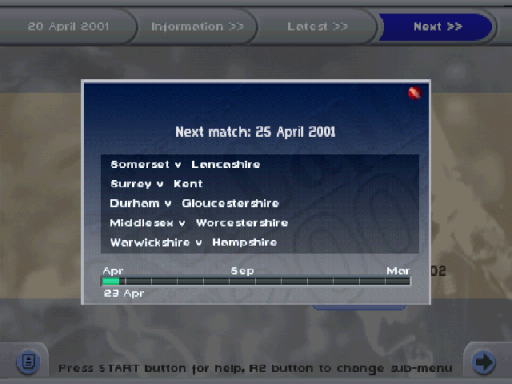 20 April 2001 Information >> Latest >> Next >>
Next match: 25 April 2001
Somerset v Lancashire
Surrey v Kent
Durham v Gloucestershire
Middlesex v Worcestershire
Warwickshire v Hampshire
Apr Sep Mar
02
23 Apr
Press START button for help, R2 button to change sub-menu